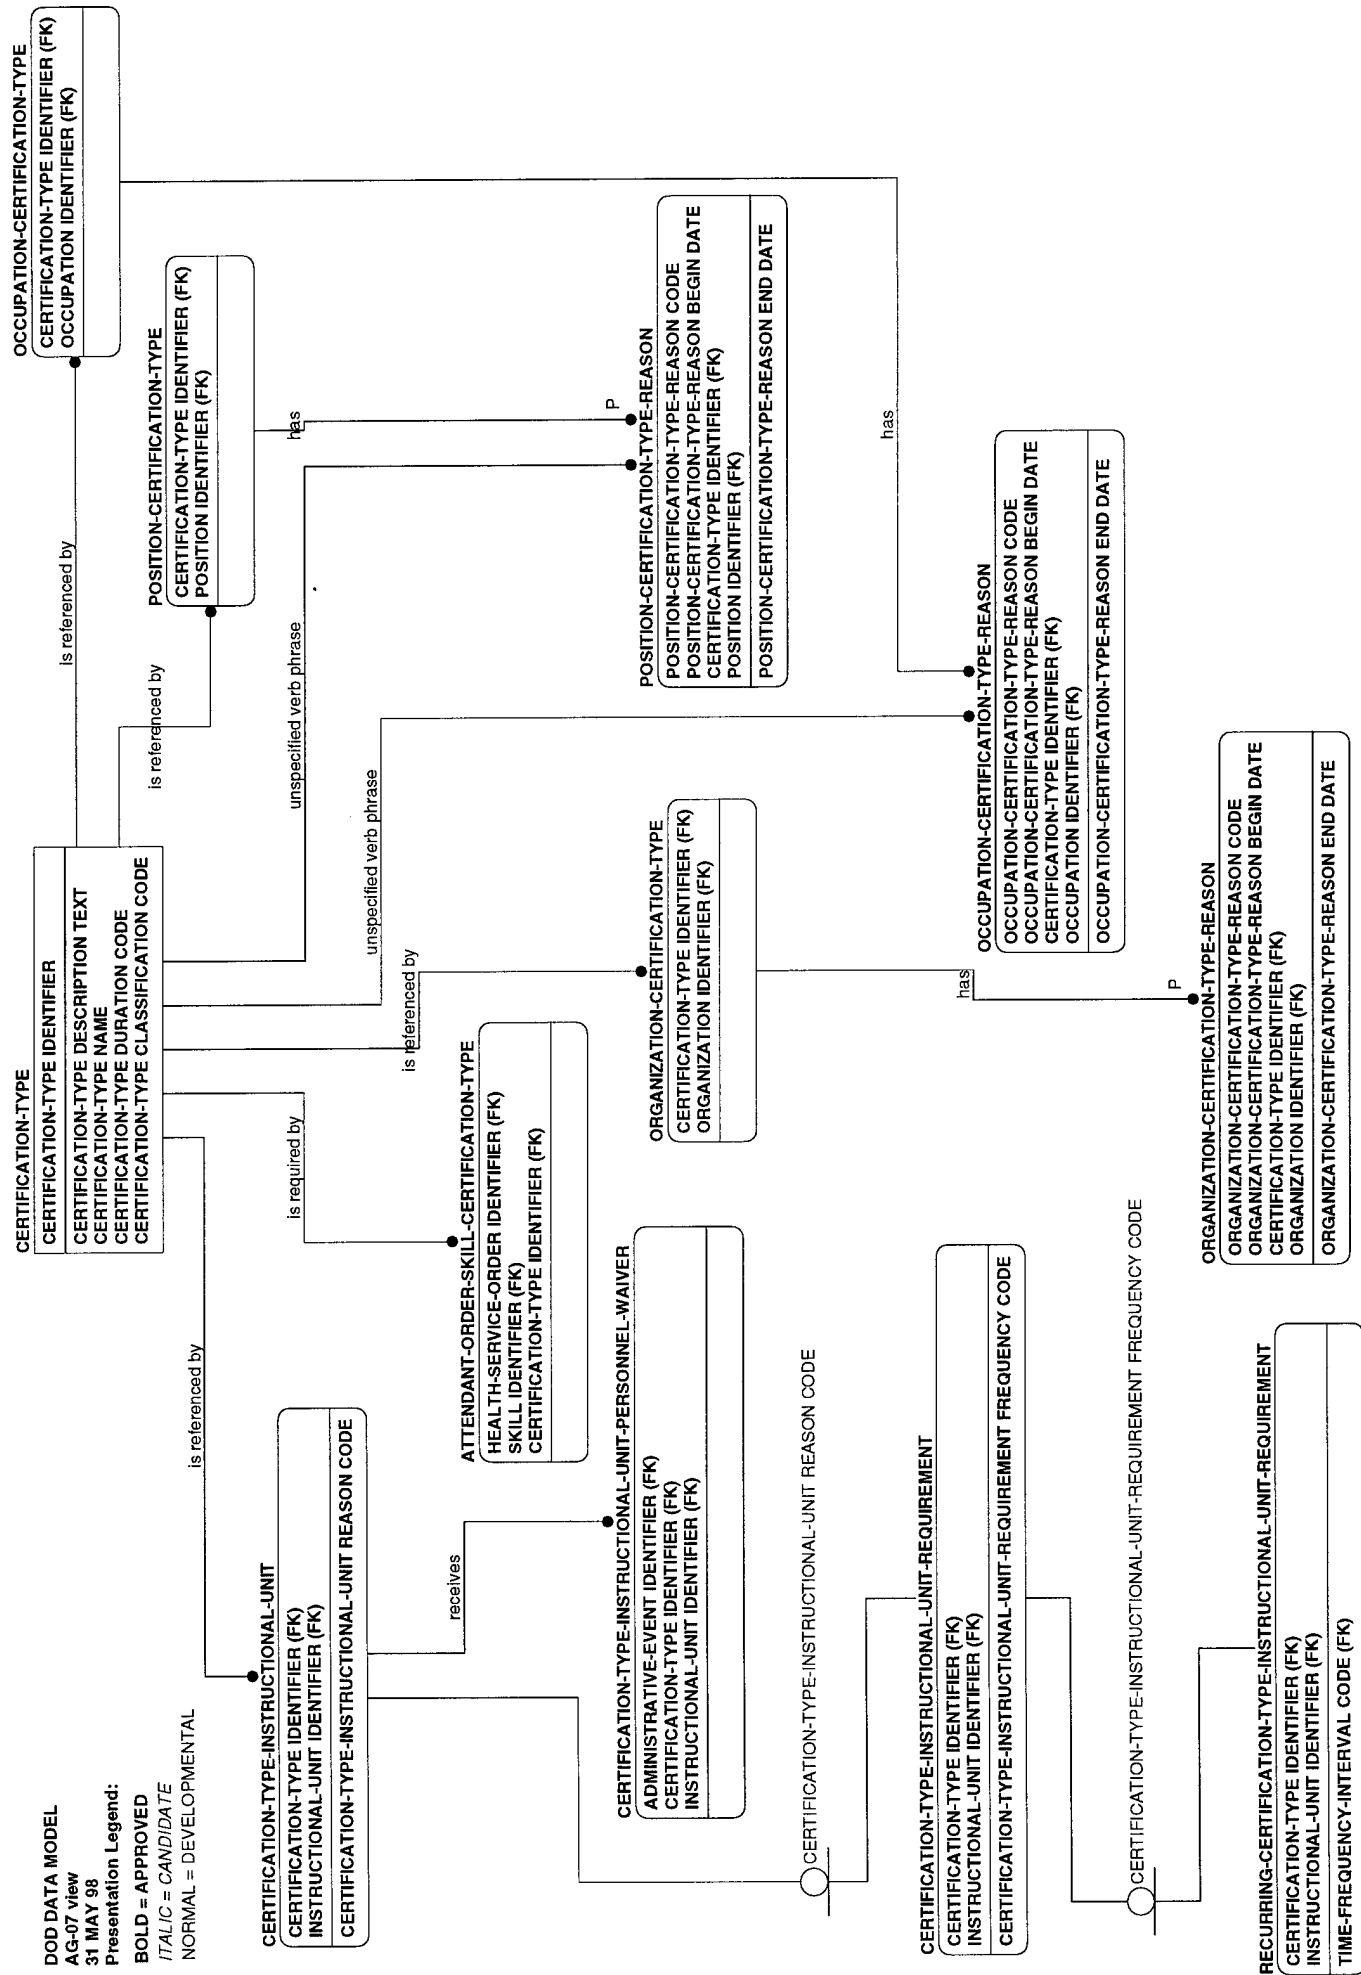 DOD DATA MODEL
AG-07 view
31 MAY 98
Presentation Legend:
BOLD = APPROVED
ITALIC = CANDIDATE
NORMAL = DEVELOPMENTAL
CERTIFICATION-TYPE
CERTIFICATION-TYPE IDENTIFIER
CERTIFICATION-TYPE DESCRIPTION TEXT
CERTIFICATION-TYPE NAME
CERTIFICATION-TYPE DURATION CODE
CERTIFICATION-TYPE CLASSIFICATION CODE
is referenced by
OCCUPATION-CERTIFICATION-TYPE
CERTIFICATION-TYPE IDENTIFIER (FK)
OCCUPATION IDENTIFIER (FK)
is referenced by
POSITION-CERTIFICATION-TYPE
CERTIFICATION-TYPE IDENTIFIER (FK)
POSITION IDENTIFIER (FK)
is referenced by
CERTIFICATION-TYPE-INSTRUCTIONAL-UNIT
CERTIFICATION-TYPE IDENTIFIER (FK)
INSTRUCTIONAL-UNIT IDENTIFIER (FK)
CERTIFICATION-TYPE-INSTRUCTIONAL-UNIT REASON CODE
is required by
unspecified verb phrase
has
unspecified verb phrase
is referenced by
receives
ATTENDANT-ORDER-SKILL-CERTIFICATION-TYPE
HEALTH-SERVICE-ORDER IDENTIFIER (FK)
SKILL IDENTIFIER (FK)
CERTIFICATION-TYPE IDENTIFIER (FK)
P
POSITION-CERTIFICATION-TYPE-REASON
POSITION-CERTIFICATION-TYPE-REASON CODE
POSITION-CERTIFICATION-TYPE-REASON BEGIN DATE
CERTIFICATION-TYPE IDENTIFIER (FK)
POSITION IDENTIFIER (FK)
POSITION-CERTIFICATION-TYPE-REASON END DATE
CERTIFICATION-TYPE-INSTRUCTIONAL-UNIT-PERSONNEL-WAIVER
ADMINISTRATIVE-EVENT IDENTIFIER (FK)
CERTIFICATION-TYPE IDENTIFIER (FK)
INSTRUCTIONAL-UNIT IDENTIFIER (FK)
ORGANIZATION-CERTIFICATION-TYPE
CERTIFICATION-TYPE IDENTIFIER (FK)
ORGANIZATION IDENTIFIER (FK)
CERTIFICATION-TYPE-INSTRUCTIONAL-UNIT REASON CODE
has
CERTIFICATION-TYPE-INSTRUCTIONAL-UNIT-REQUIREMENT
CERTIFICATION-TYPE IDENTIFIER (FK)
INSTRUCTIONAL-UNIT IDENTIFIER (FK)
CERTIFICATION-TYPE-INSTRUCTIONAL-UNIT-REQUIREMENT FREQUENCY CODE
has
OCCUPATION-CERTIFICATION-TYPE-REASON
OCCUPATION-CERTIFICATION-TYPE-REASON CODE
OCCUPATION-CERTIFICATION-TYPE-REASON BEGIN DATE
CERTIFICATION-TYPE IDENTIFIER (FK)
OCCUPATION IDENTIFIER (FK)
OCCUPATION-CERTIFICATION-TYPE-REASON END DATE
CERTIFICATION-TYPE-INSTRUCTIONAL-UNIT-REQUIREMENT FREQUENCY CODE
P
ORGANIZATION-CERTIFICATION-TYPE-REASON
ORGANIZATION-CERTIFICATION-TYPE-REASON CODE
ORGANIZATION-CERTIFICATION-TYPE-REASON BEGIN DATE
CERTIFICATION-TYPE IDENTIFIER (FK)
ORGANIZATION IDENTIFIER (FK)
ORGANIZATION-CERTIFICATION-TYPE-REASON END DATE
RECURRING-CERTIFICATION-TYPE-INSTRUCTIONAL-UNIT-REQUIREMENT
CERTIFICATION-TYPE IDENTIFIER (FK)
INSTRUCTIONAL-UNIT IDENTIFIER (FK)
TIME-FREQUENCY-INTERVAL CODE (FK)